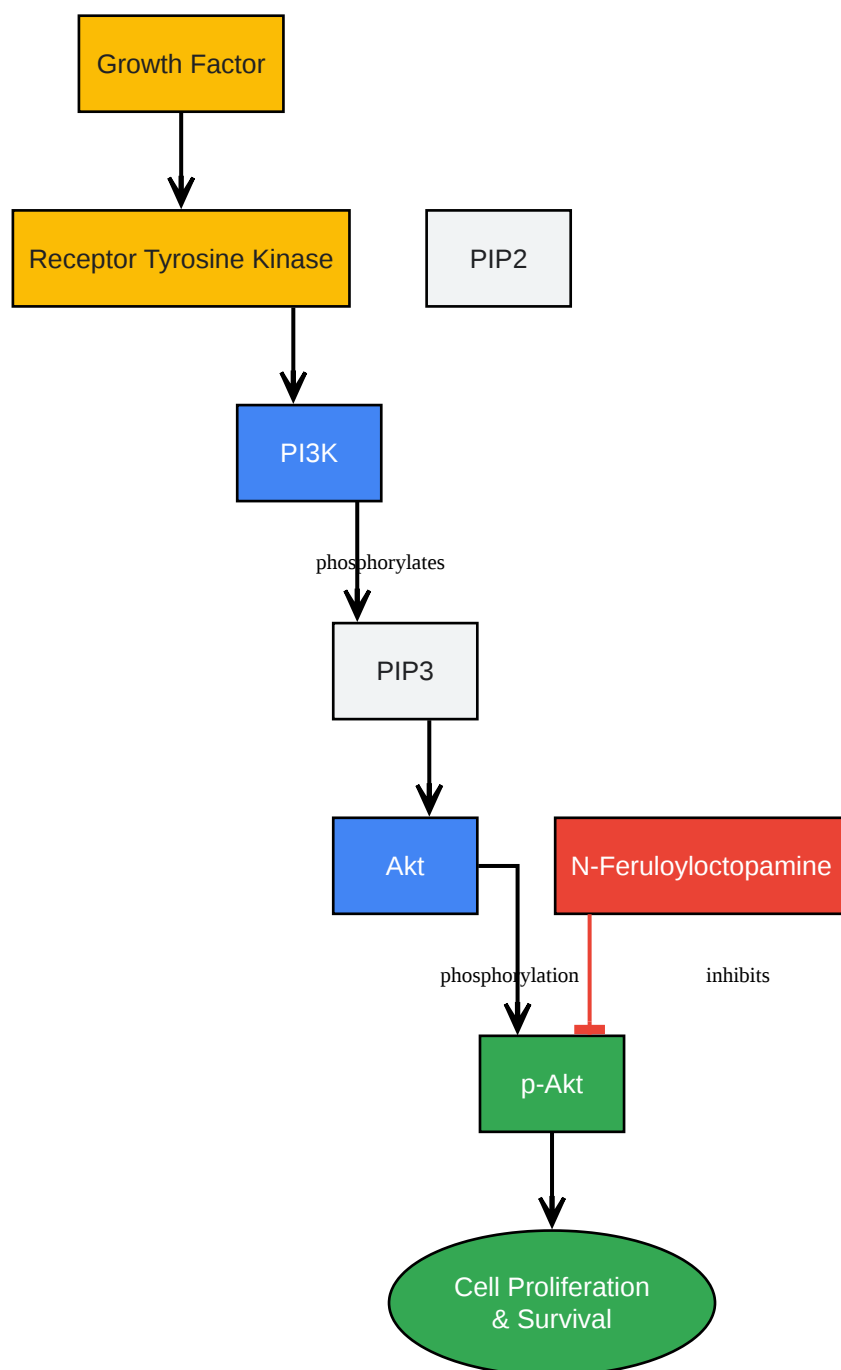 Growth Factor
Receptor Tyrosine Kinase
PIP2
PI3K
phosphorylates
PIP3
Akt
N-Feruloyloctopamine
phosphorylation
inhibits
p-Akt
Cell Proliferation
& Survival